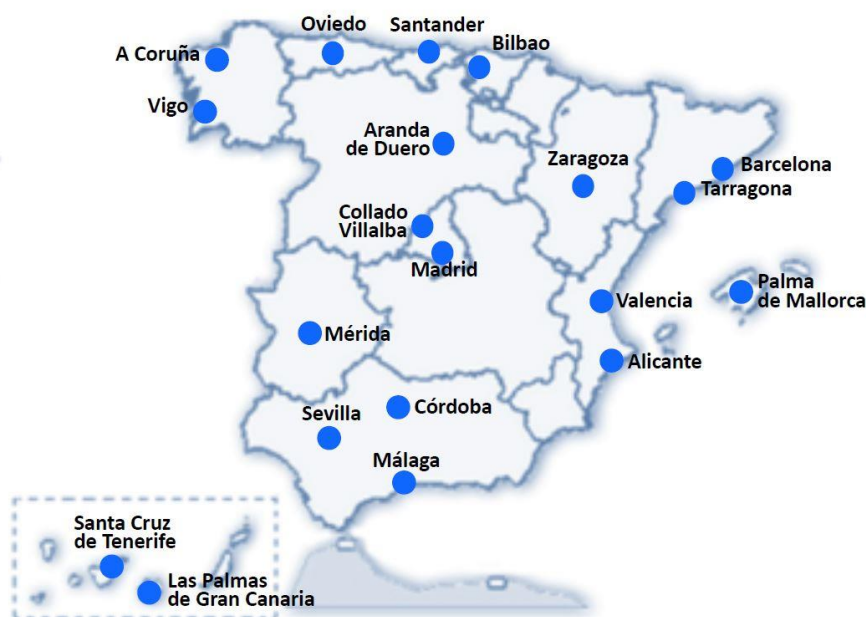 Oviedo
Santander
Bilbao
A Coruña
Vigo
Aranda
de Duero
Zaragoza
Barcelona
Tarragona
Collado
Villalba
Madrid
Palma
de Mallorca
Valencia
Mérida
Alicante
Córdoba
Sevilla
Málaga
Santa Cruz
de Tenerife
Las Palmas
de Gran Canaria